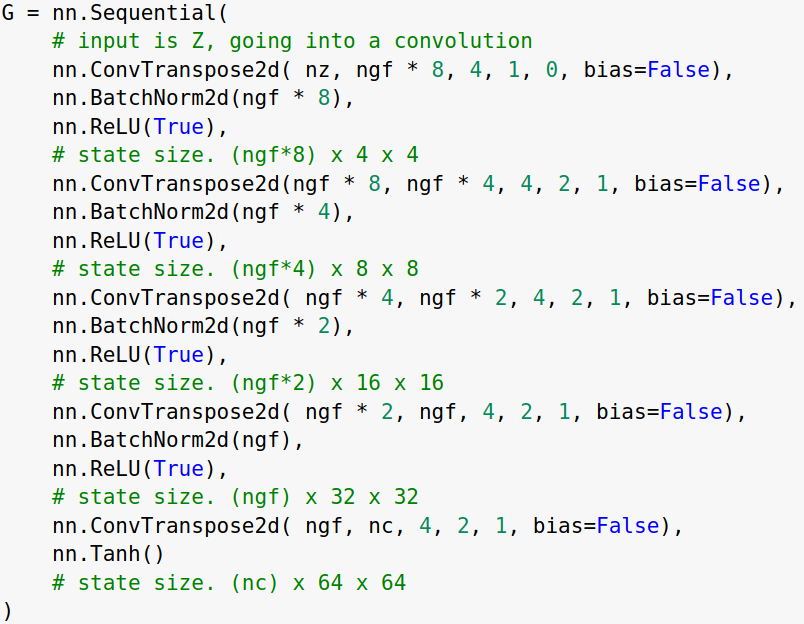 G = nn.Sequential(
    # input is Z, going into a convolution
    nn.ConvTranspose2d( nz, ngf * 8, 4, 1, 0, bias=False),
    nn.BatchNorm2d(ngf * 8),
    nn.ReLU(True),
    # state size. (ngf*8) x 4 x 4
    nn.ConvTranspose2d(ngf * 8, ngf * 4, 4, 2, 1, bias=False),
    nn.BatchNorm2d(ngf * 4),
    nn.ReLU(True),
    # state size. (ngf*4) x 8 x 8
    nn.ConvTranspose2d( ngf * 4, ngf * 2, 4, 2, 1, bias=False),
    nn.BatchNorm2d(ngf * 2),
    nn.ReLU(True),
    # state size. (ngf*2) x 16 x 16
    nn.ConvTranspose2d( ngf * 2, ngf, 4, 2, 1, bias=False),
    nn.BatchNorm2d(ngf),
    nn.ReLU(True),
    # state size. (ngf) x 32 x 32
    nn.ConvTranspose2d( ngf, nc, 4, 2, 1, bias=False),
    nn.Tanh()
    # state size. (nc) x 64 x 64
)